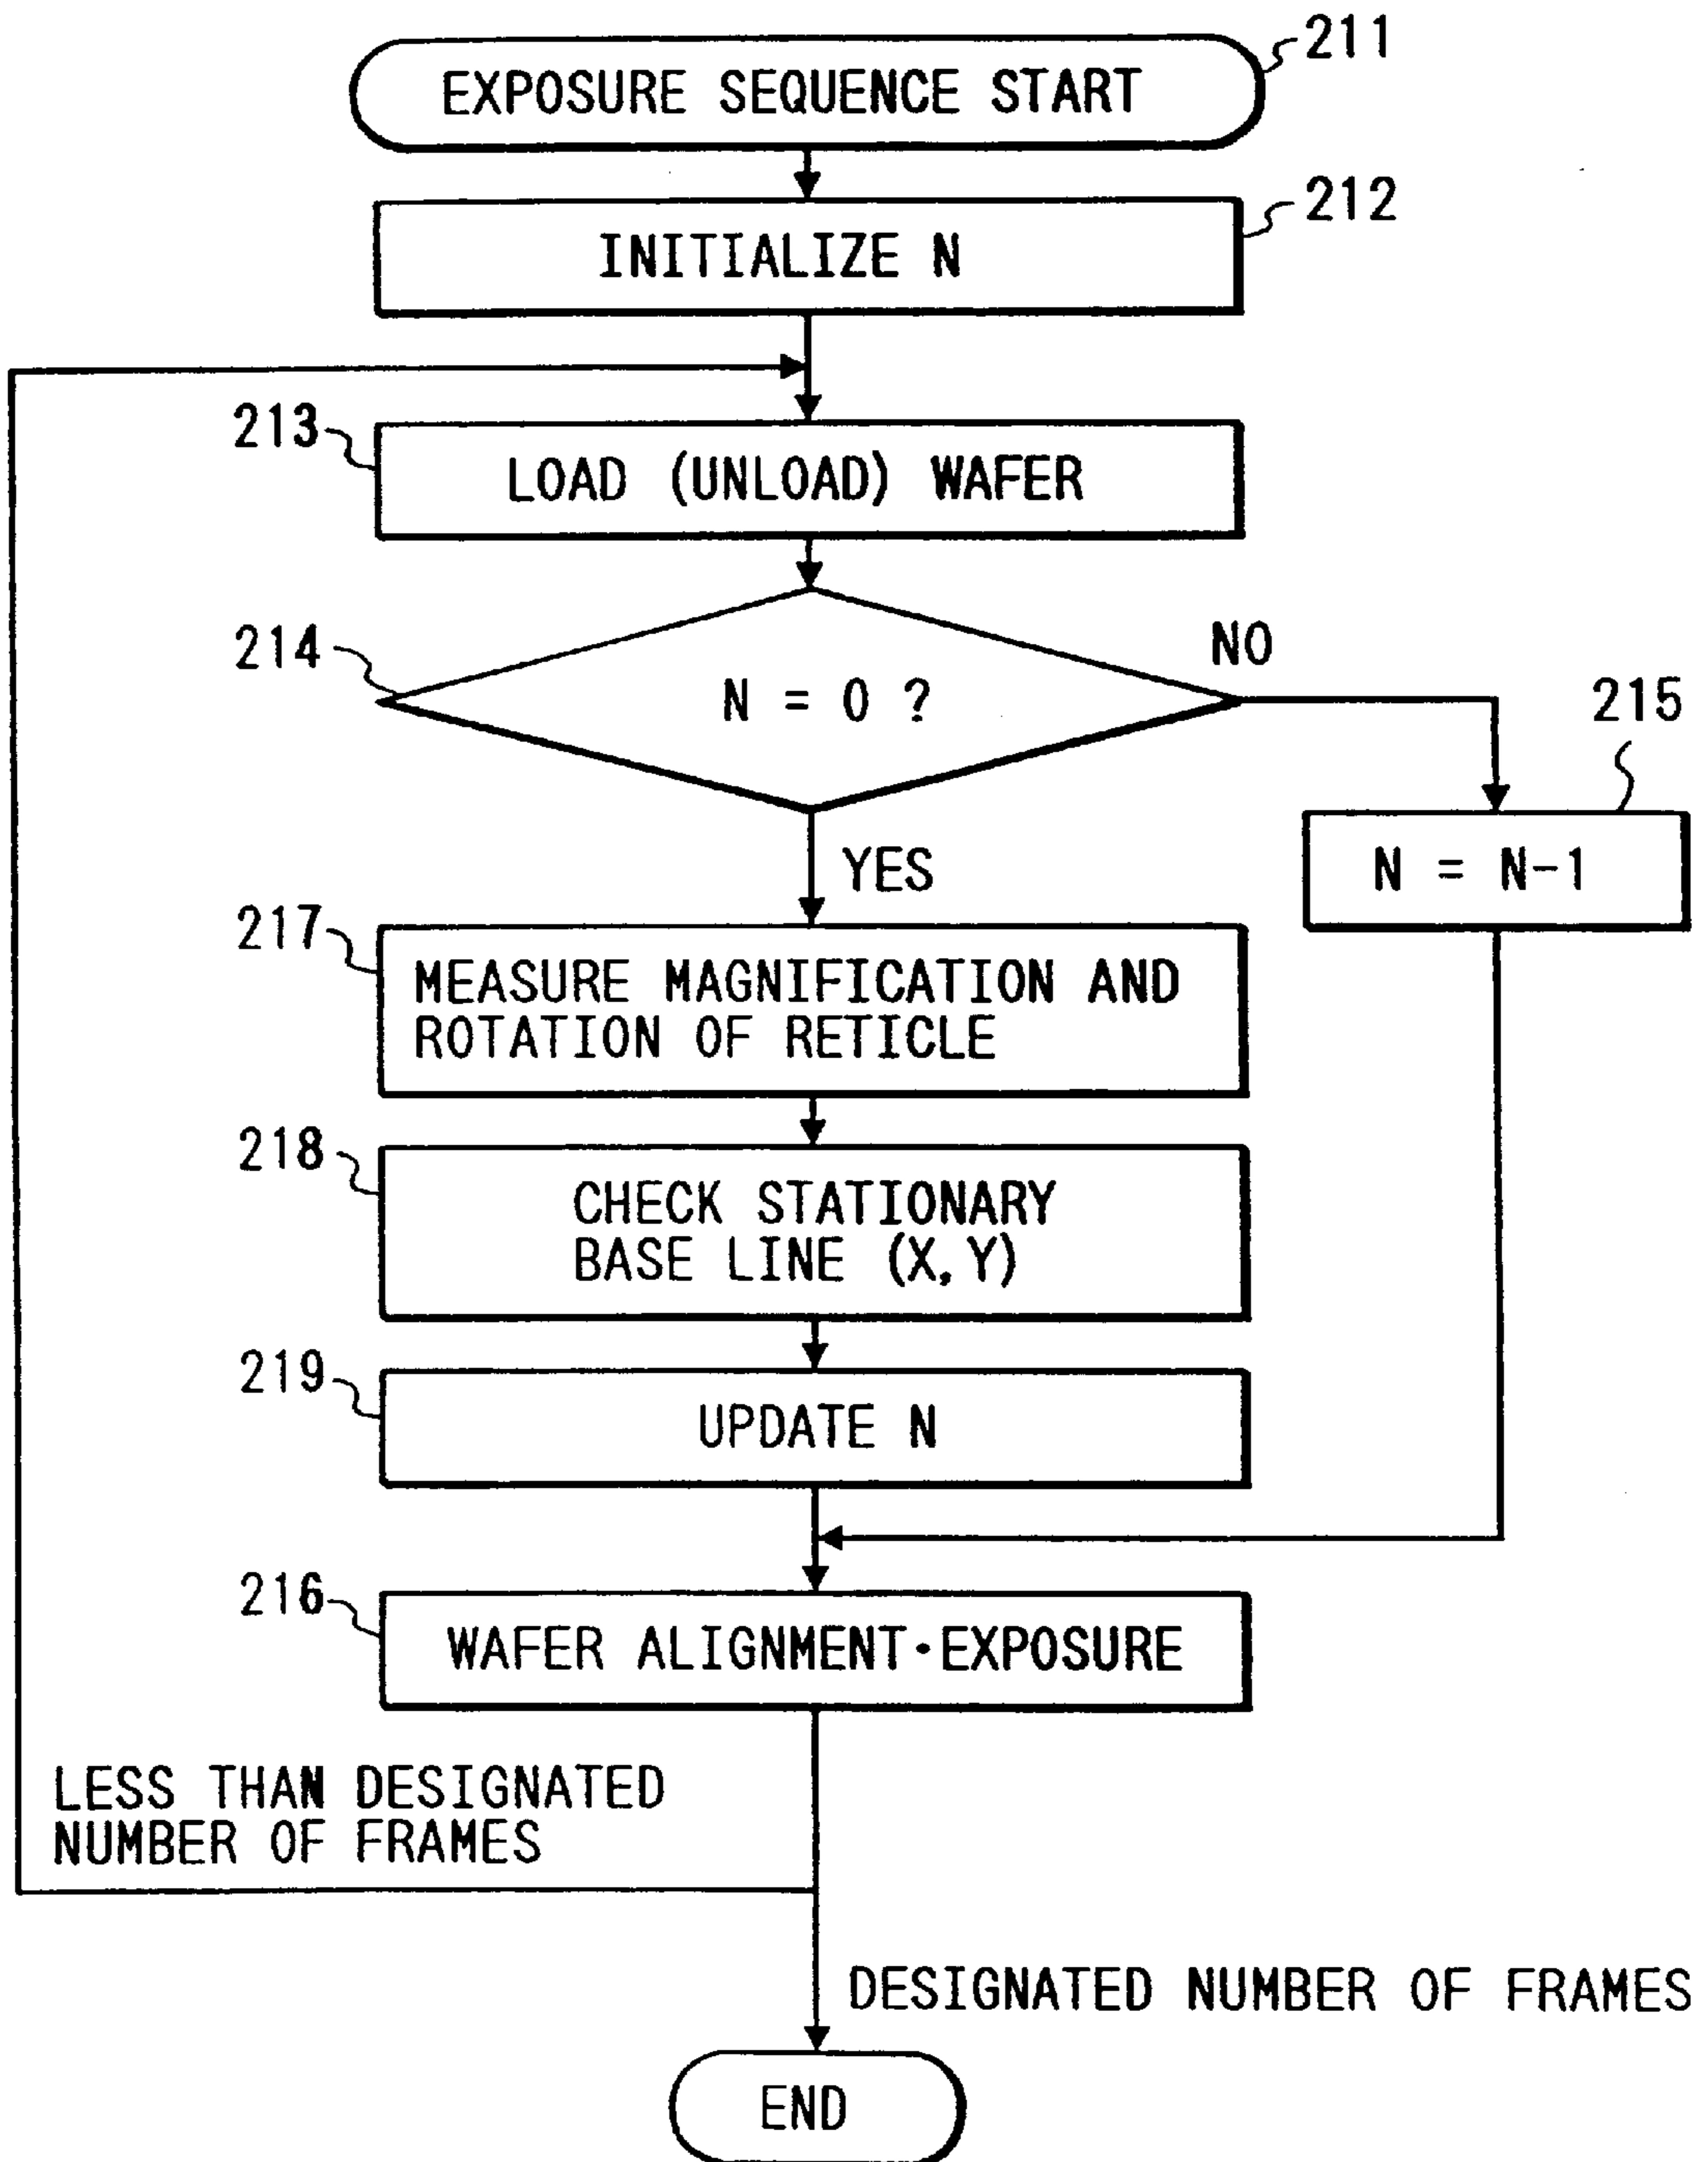 EXPOSURE SEQUENCE START
211
INITIALIZE N
212
213
LOAD (UNLOAD) WAFER
214
N = 0 ?
NO
215
N = N-1
YES
217
MEASURE MAGNIFICATION AND
ROTATION OF RETICLE
218
CHECK STATIONARY
BASE LINE (X, Y)
219
UPDATE N
216
WAFER ALIGNMENT·EXPOSURE
LESS THAN DESIGNATED
NUMBER OF FRAMES
DESIGNATED NUMBER OF FRAMES
END